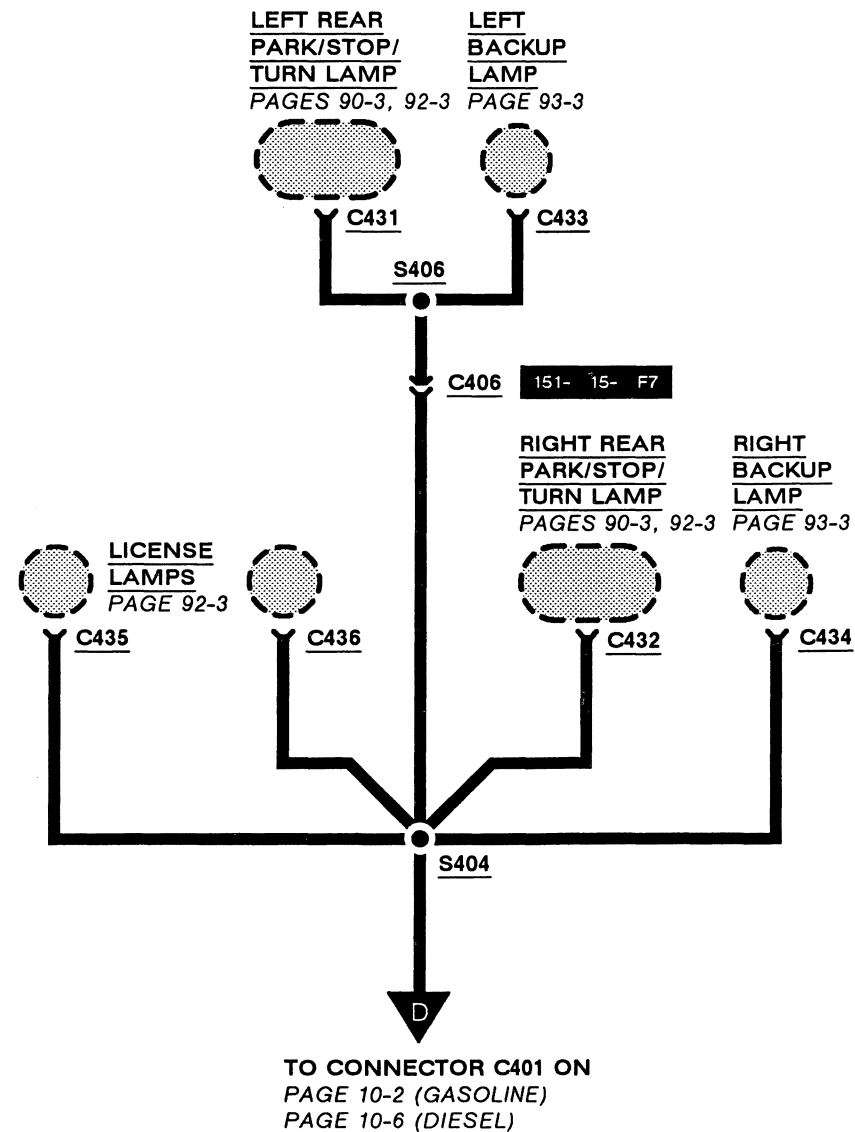 LEFT REAR
PARK/STOP/
TURN LAMP
PAGES 90-3, 92-3
LEFT
BACKUP
LAMP
PAGE 93-3
C431
C433
S406
C406
151- 15- F7
RIGHT REAR
PARK/STOP/
TURN LAMP
PAGES 90-3, 92-3
RIGHT
BACKUP
LAMP
PAGE 93-3
LICENSE
LAMPS
PAGE 92-3
C435
C436
C432
C434
S404
D
TO CONNECTOR C401 ON
PAGE 10-2 (GASOLINE)
PAGE 10-6 (DIESEL)